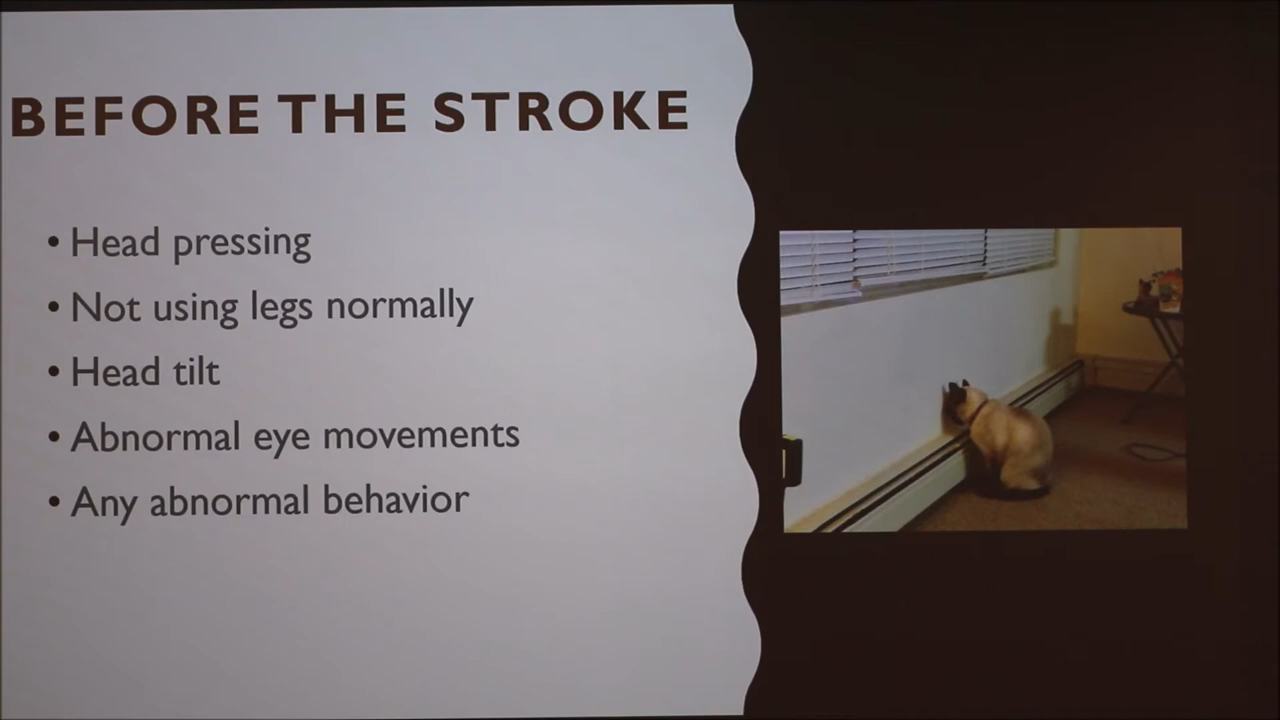 BEFORE THE STROKE
• Head pressing
• Not using legs normally
• Head tilt
• Abnormal eye movements
• Any abnormal behavior